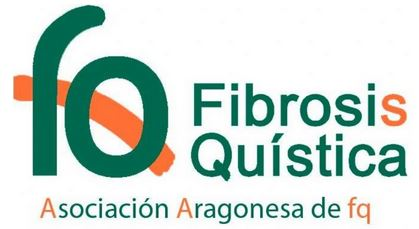 fq Fibrosis
Quística
Asociación Aragonesa de fq